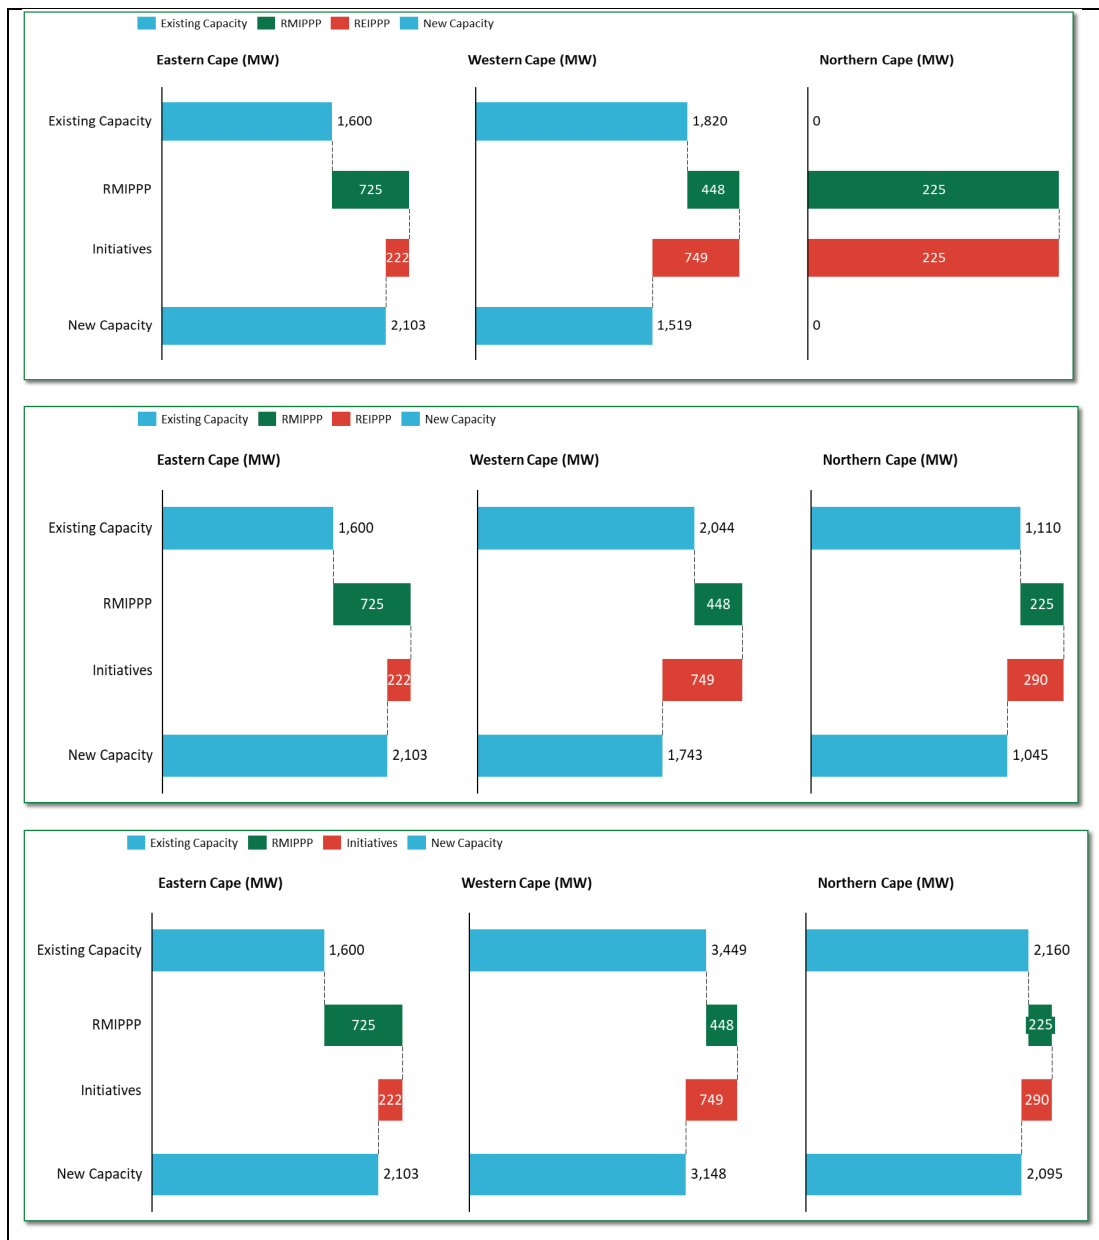 Existing Capacity RMIPPP REIPPP New Capacity
Eastern Cape (MW) Western Cape (MW) Northern Cape (MW)
Existing Capacity 1,600 1,820 0
RMIPPP 725 448 225
Initiatives 222 749 225
New Capacity 2,103 1,519 0
Existing Capacity RMIPPP REIPPP New Capacity
Eastern Cape (MW) Western Cape (MW) Northern Cape (MW)
Existing Capacity 1,600 2,044 1,110
RMIPPP 725 448 225
Initiatives 222 749 290
New Capacity 2,103 1,743 1,045
Existing Capacity RMIPPP Initiatives New Capacity
Eastern Cape (MW) Western Cape (MW) Northern Cape (MW)
Existing Capacity 1,600 3,449 2,160
RMIPPP 725 448 225
Initiatives 222 749 290
New Capacity 2,103 3,148 2,095